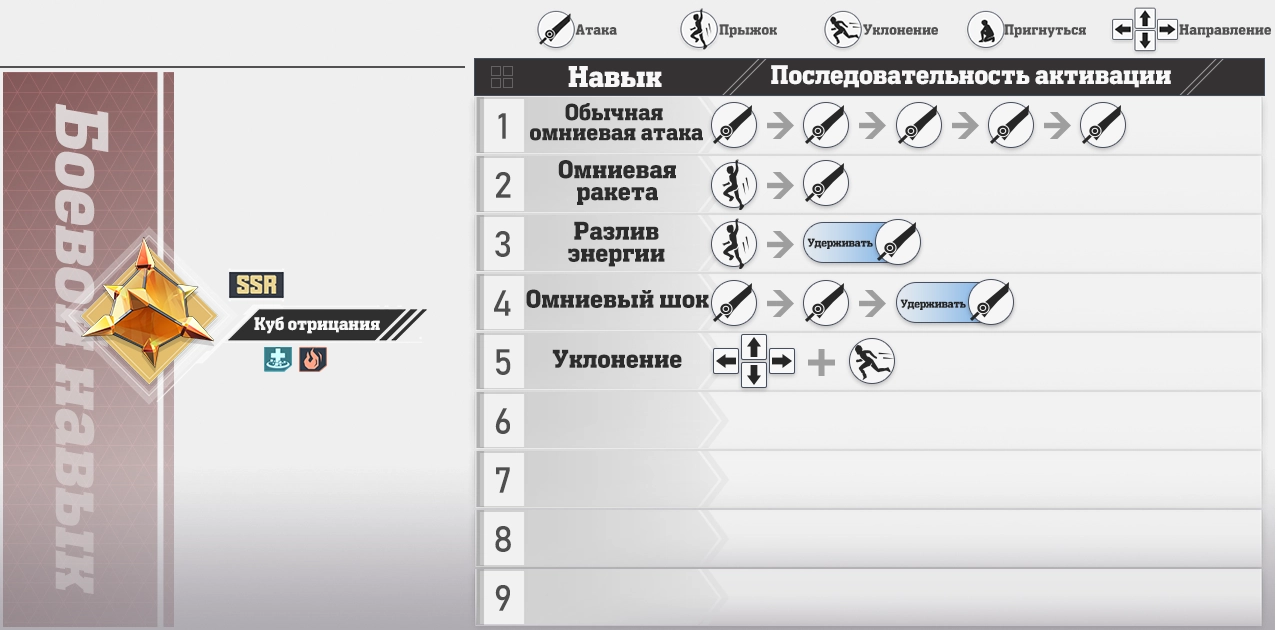 Атака
Прыжок
Уклонение
Пригнуться
Направление
Навык
Последовательность активации
Боевой навык
SSR
Куб отрицания
1
Обычная
омниевая атака
2
Омниевая
ракета
3
Разлив
энергии
Удерживать
4
Омниевый шок
Удерживать
5
Уклонение
6
7
8
9